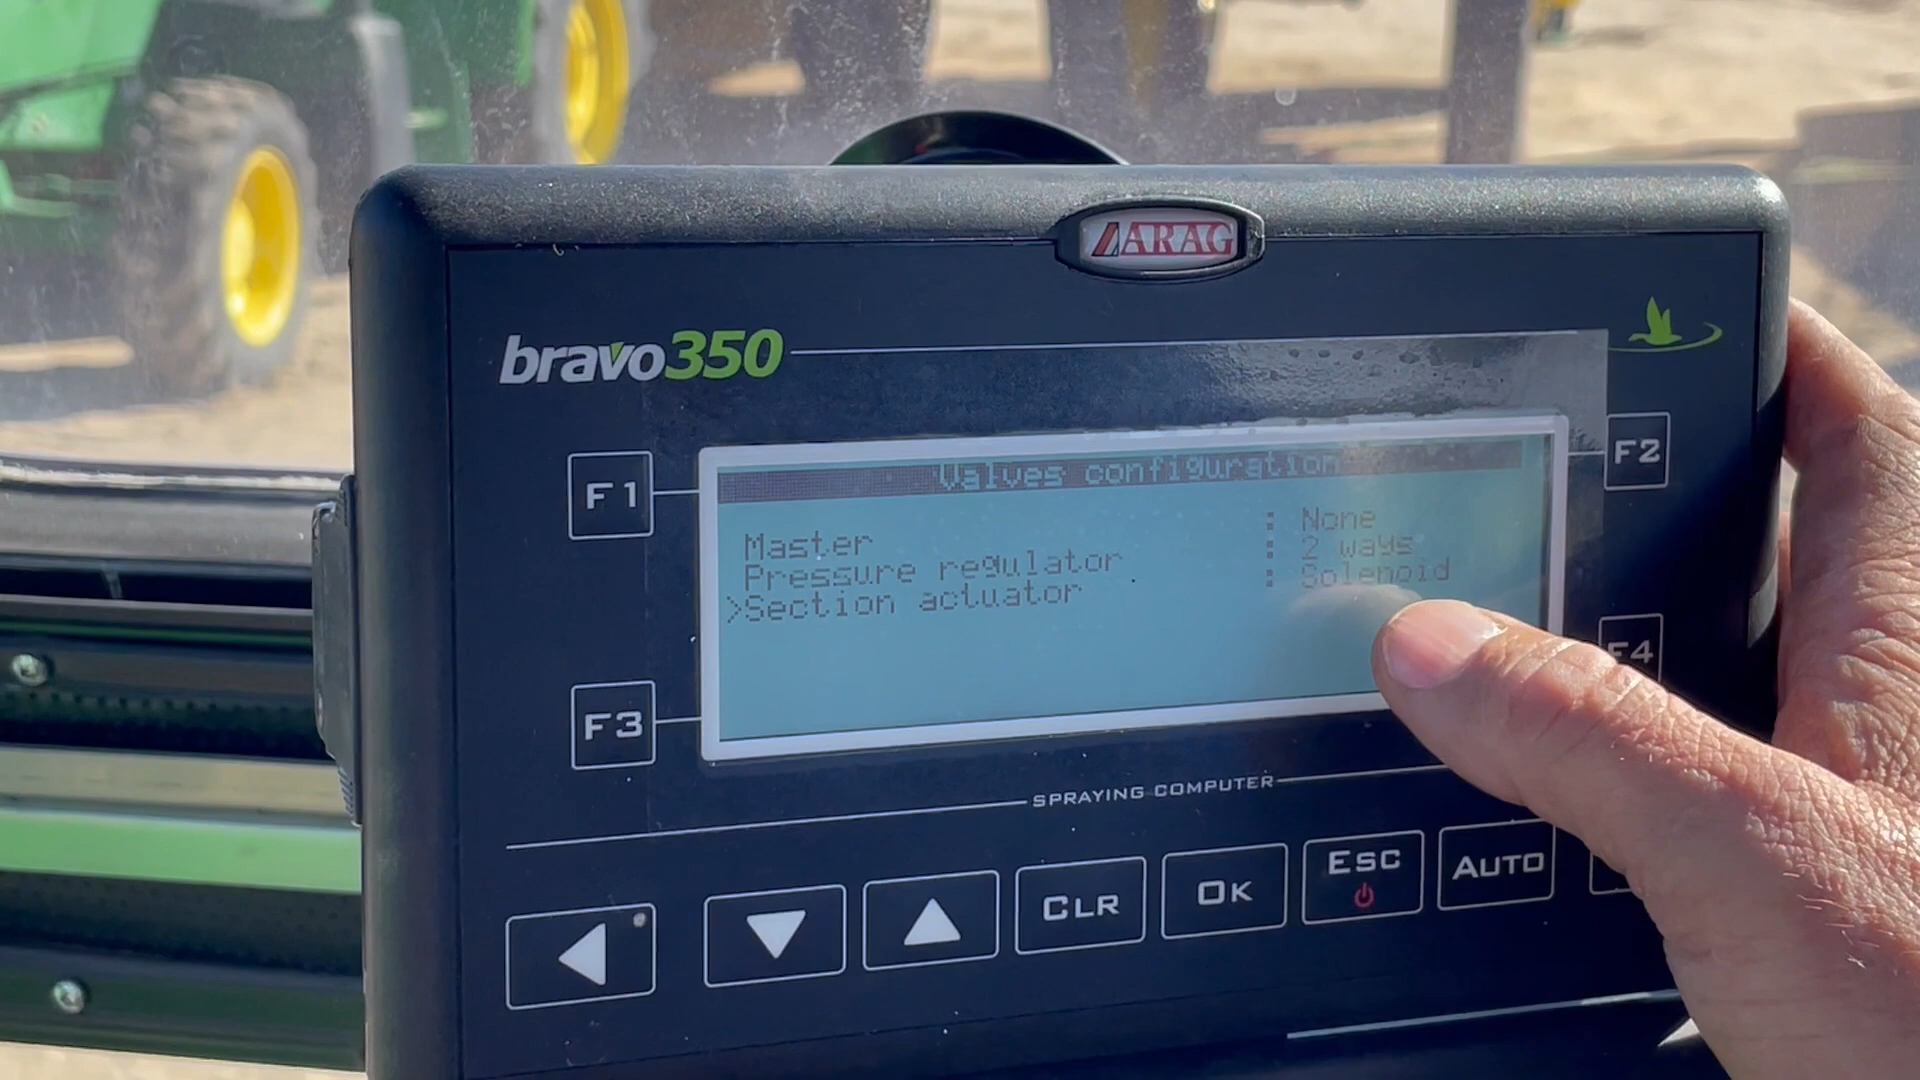 ARAG
bravo350
F1
F2
Valves configuration
Master : None
Pressure regulator : 2 ways
>Section actuator : Solenoid
F3
F4
SPRAYING COMPUTER
CLR
OK
ESC
AUTO